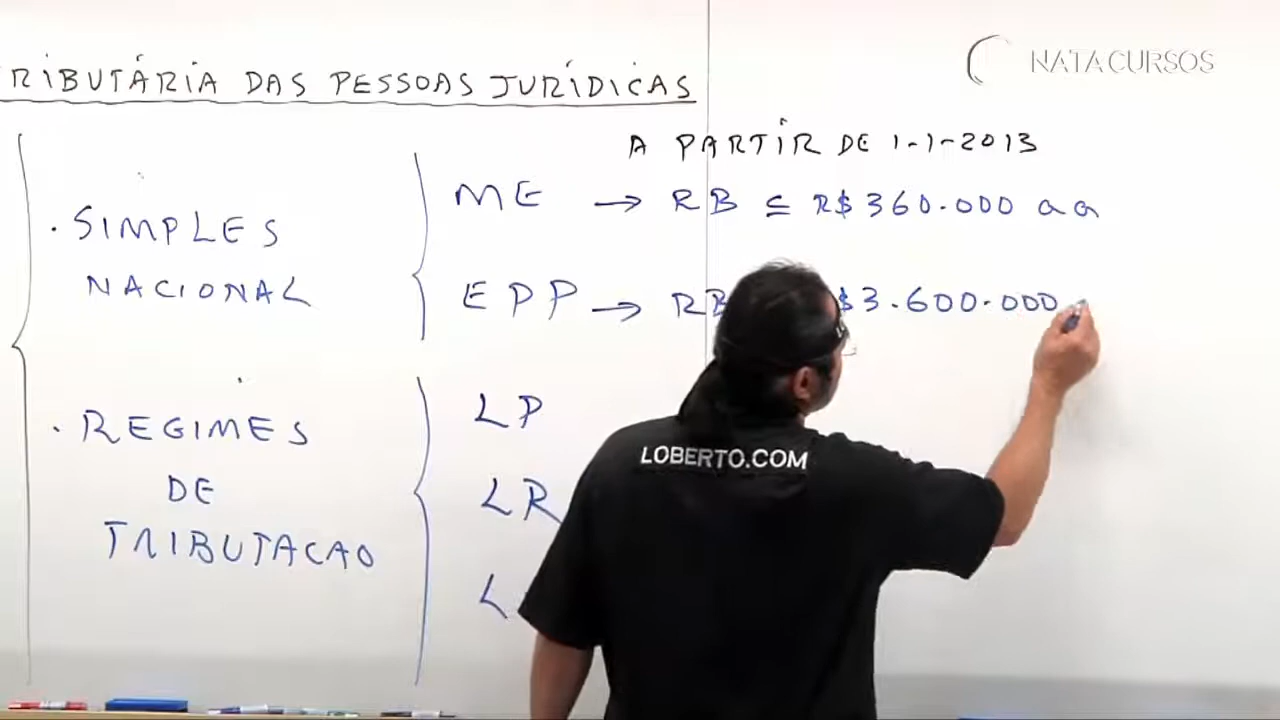 RIBUTÁRIA DAS PESSOAS JURÍDICAS
NATA CURSOS
A PARTIR DE 1-1-2013
· SIMPLES
NACIONAL
ME → RB ≤ R$ 360.000 aa
EPP → RB $3.600.000
· REGIMES
DE
TRIBUTACAO
LP
LR
L
LOBERTO.COM